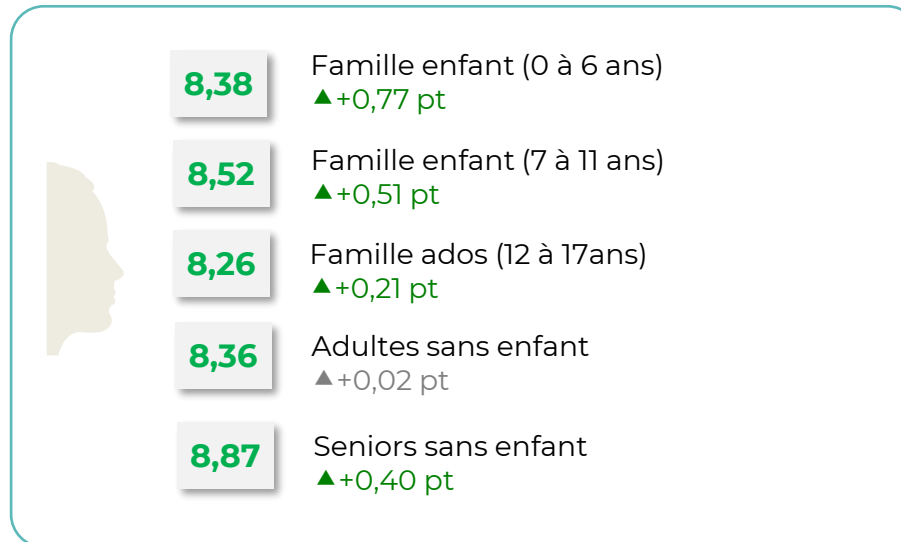 8,38 Famille enfant (0 à 6 ans)
▲+0,77 pt
8,52 Famille enfant (7 à 11 ans)
▲+0,51 pt
8,26 Famille ados (12 à 17ans)
▲+0,21 pt
8,36 Adultes sans enfant
▲+0,02 pt
8,87 Seniors sans enfant
▲+0,40 pt